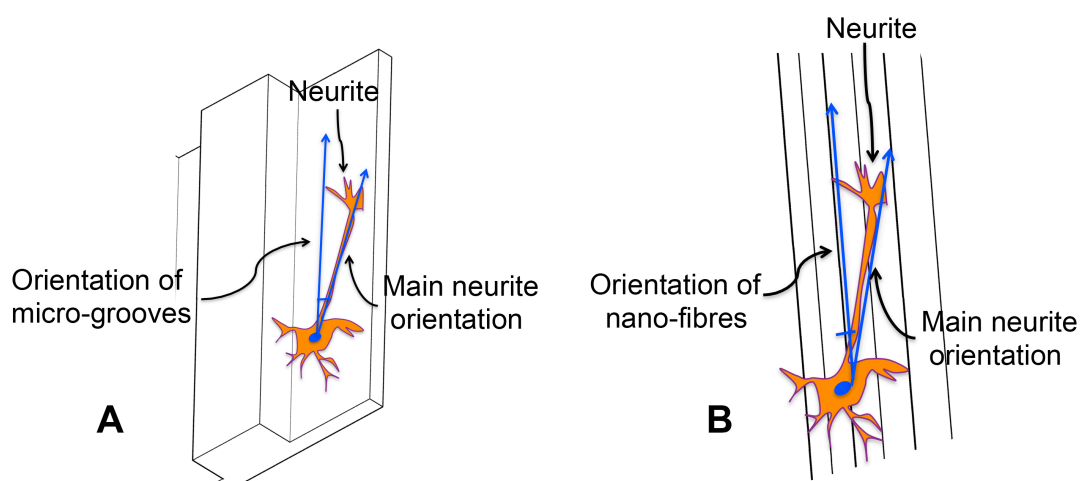 Neurite
Orientation of
micro-grooves
Main neurite
orientation
A
Neurite
Orientation of
nano-fibres
Main neurite
orientation
B